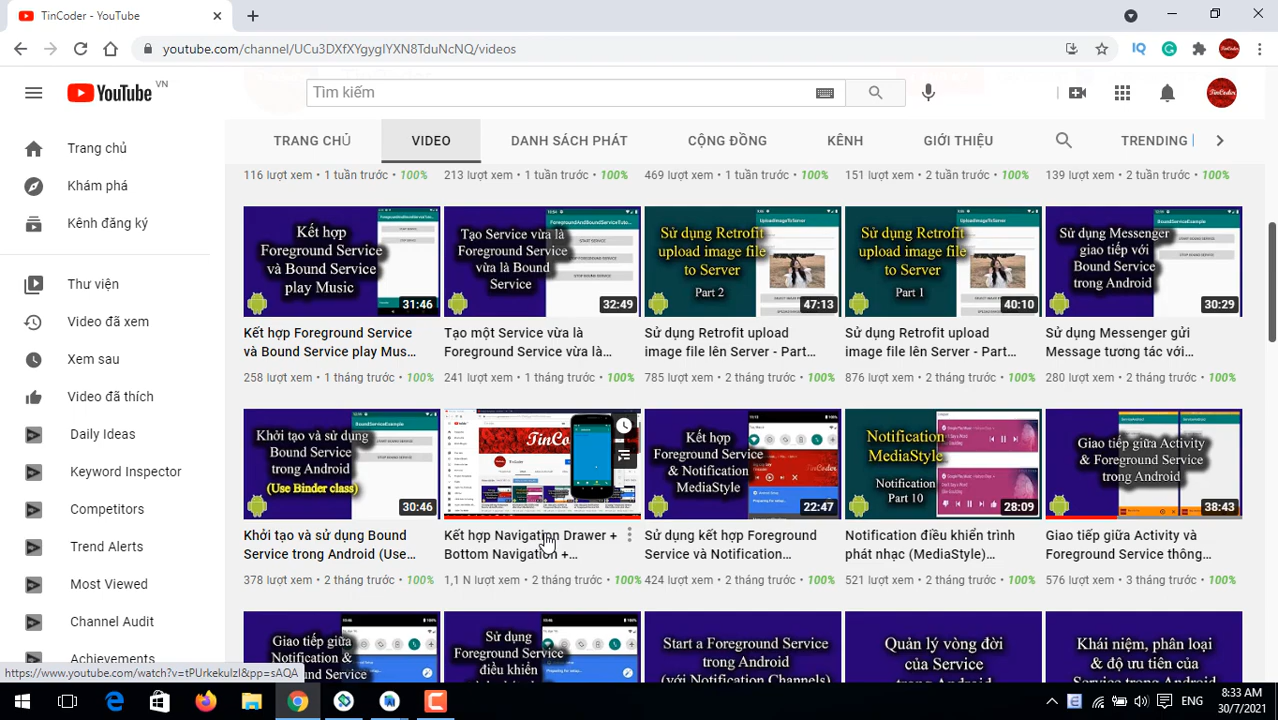 TinCoder - YouTube
youtube.com/channel/UCu3DXfXYgygIYXN8TduNcNQ/videos
YouTube VN
Tìm kiếm
TRANG CHỦ
VIDEO
DANH SÁCH PHÁT
CỘNG ĐỒNG
KÊNH
GIỚI THIỆU
TRENDING
Trang chủ
Khám phá
Kênh đăng ký
Thư viện
Video đã xem
Xem sau
Video đã thích
Daily Ideas
Keyword Inspector
Competitors
Trend Alerts
Most Viewed
Channel Audit
Achievements
116 lượt xem • 1 tuần trước • 100%
213 lượt xem • 1 tuần trước • 100%
469 lượt xem • 1 tuần trước • 100%
151 lượt xem • 2 tuần trước • 100%
139 lượt xem • 2 tuần trước • 100%
Kết hợp
Foreground Service
và Bound Service
play Music
31:46
Kết hợp Foreground Service
và Bound Service play Mus...
258 lượt xem • 1 tháng trước • 100%
Tạo Service vừa là
Foreground Service
vừa là Bound
Service
32:49
Tạo một Service vừa là
Foreground Service vừa là...
241 lượt xem • 1 tháng trước • 100%
Sử dụng Retrofit
upload image file
to Server
Part 2
UploadImageToServer
47:13
Sử dụng Retrofit upload
image file lên Server - Part...
785 lượt xem • 2 tháng trước • 100%
Sử dụng Retrofit
upload image file
to Server
Part 1
UploadImageToServer
40:10
Sử dụng Retrofit upload
image file lên Server - Part...
876 lượt xem • 2 tháng trước • 100%
Sử dụng Messenger
giao tiếp với
Bound Service
trong Android
BoundServiceExample
30:29
Sử dụng Messenger gửi
Message tương tác với...
280 lượt xem • 2 tháng trước • 100%
Khởi tạo và sử dụng
Bound Service
trong Android
(Use Binder class)
BoundServiceExample
30:46
Khởi tạo và sử dụng Bound
Service trong Android (Use...
378 lượt xem • 2 tháng trước • 100%
TinCoder
Kết hợp Navigation Drawer +
Bottom Navigation +...
1,1 N lượt xem • 2 tháng trước • 100%
Kết hợp
Foreground Service
& Notification
MediaStyle
22:47
Sử dụng kết hợp Foreground
Service và Notification...
424 lượt xem • 2 tháng trước • 100%
Notification
MediaStyle
Notification Part 10
28:09
Notification điều khiển trình
phát nhạc (MediaStyle)...
521 lượt xem • 2 tháng trước • 100%
Giao tiếp giữa Activity
& Foreground Service
trong Android
38:43
Giao tiếp giữa Activity và
Foreground Service thông...
576 lượt xem • 3 tháng trước • 100%
Giao tiếp giữa
Notification &
Sử dụng
Foreground Service
điều khiển
Start a Foreground Service
trong Android
(với Notification Channels)
Quản lý vòng đời
của Service
trong Android
Khái niệm, phân loại
& độ ưu tiên của
Service trong Android
https://www.youtube.com/watch?v=tPUrkekuIzI&pp=sAQA
ENG
8:33 AM
30/7/2021